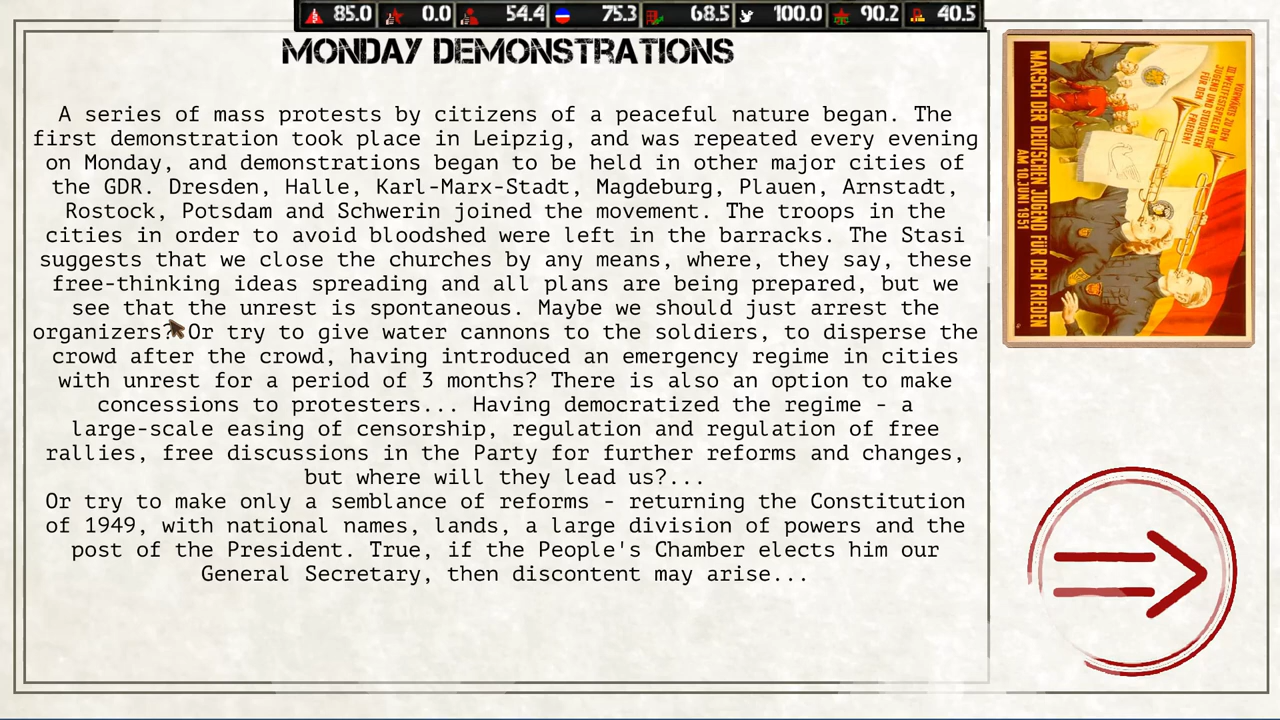 85.0 0.0 54.4 75.3 68.5 100.0 90.2 40.5
MONDAY DEMONSTRATIONS
A series of mass protests by citizens of a peaceful nature began. The
first demonstration took place in Leipzig, and was repeated every evening
on Monday, and demonstrations began to be held in other major cities of
the GDR. Dresden, Halle, Karl-Marx-Stadt, Magdeburg, Plauen, Arnstadt,
Rostock, Potsdam and Schwerin joined the movement. The troops in the
cities in order to avoid bloodshed were left in the barracks. The Stasi
suggests that we close the churches by any means, where, they say, these
free-thinking ideas spreading and all plans are being prepared, but we
see that the unrest is spontaneous. Maybe we should just arrest the
organizers? Or try to give water cannons to the soldiers, to disperse the
crowd after the crowd, having introduced an emergency regime in cities
with unrest for a period of 3 months? There is also an option to make
concessions to protesters... Having democratized the regime - a
large-scale easing of censorship, regulation and regulation of free
rallies, free discussions in the Party for further reforms and changes,
but where will they lead us?...
Or try to make only a semblance of reforms - returning the Constitution
of 1949, with national names, lands, a large division of powers and the
post of the President. True, if the People's Chamber elects him our
General Secretary, then discontent may arise...
VORWÄRTS ZU DEN
III WELTFESTSPIELEN DER
JUGEND UND STUDENTEN
FÜR DEN FRIEDEN!
MARSCH DER DEUTSCHEN JUGEND FÜR DEN FRIEDEN
AM 10.JUNI 1951